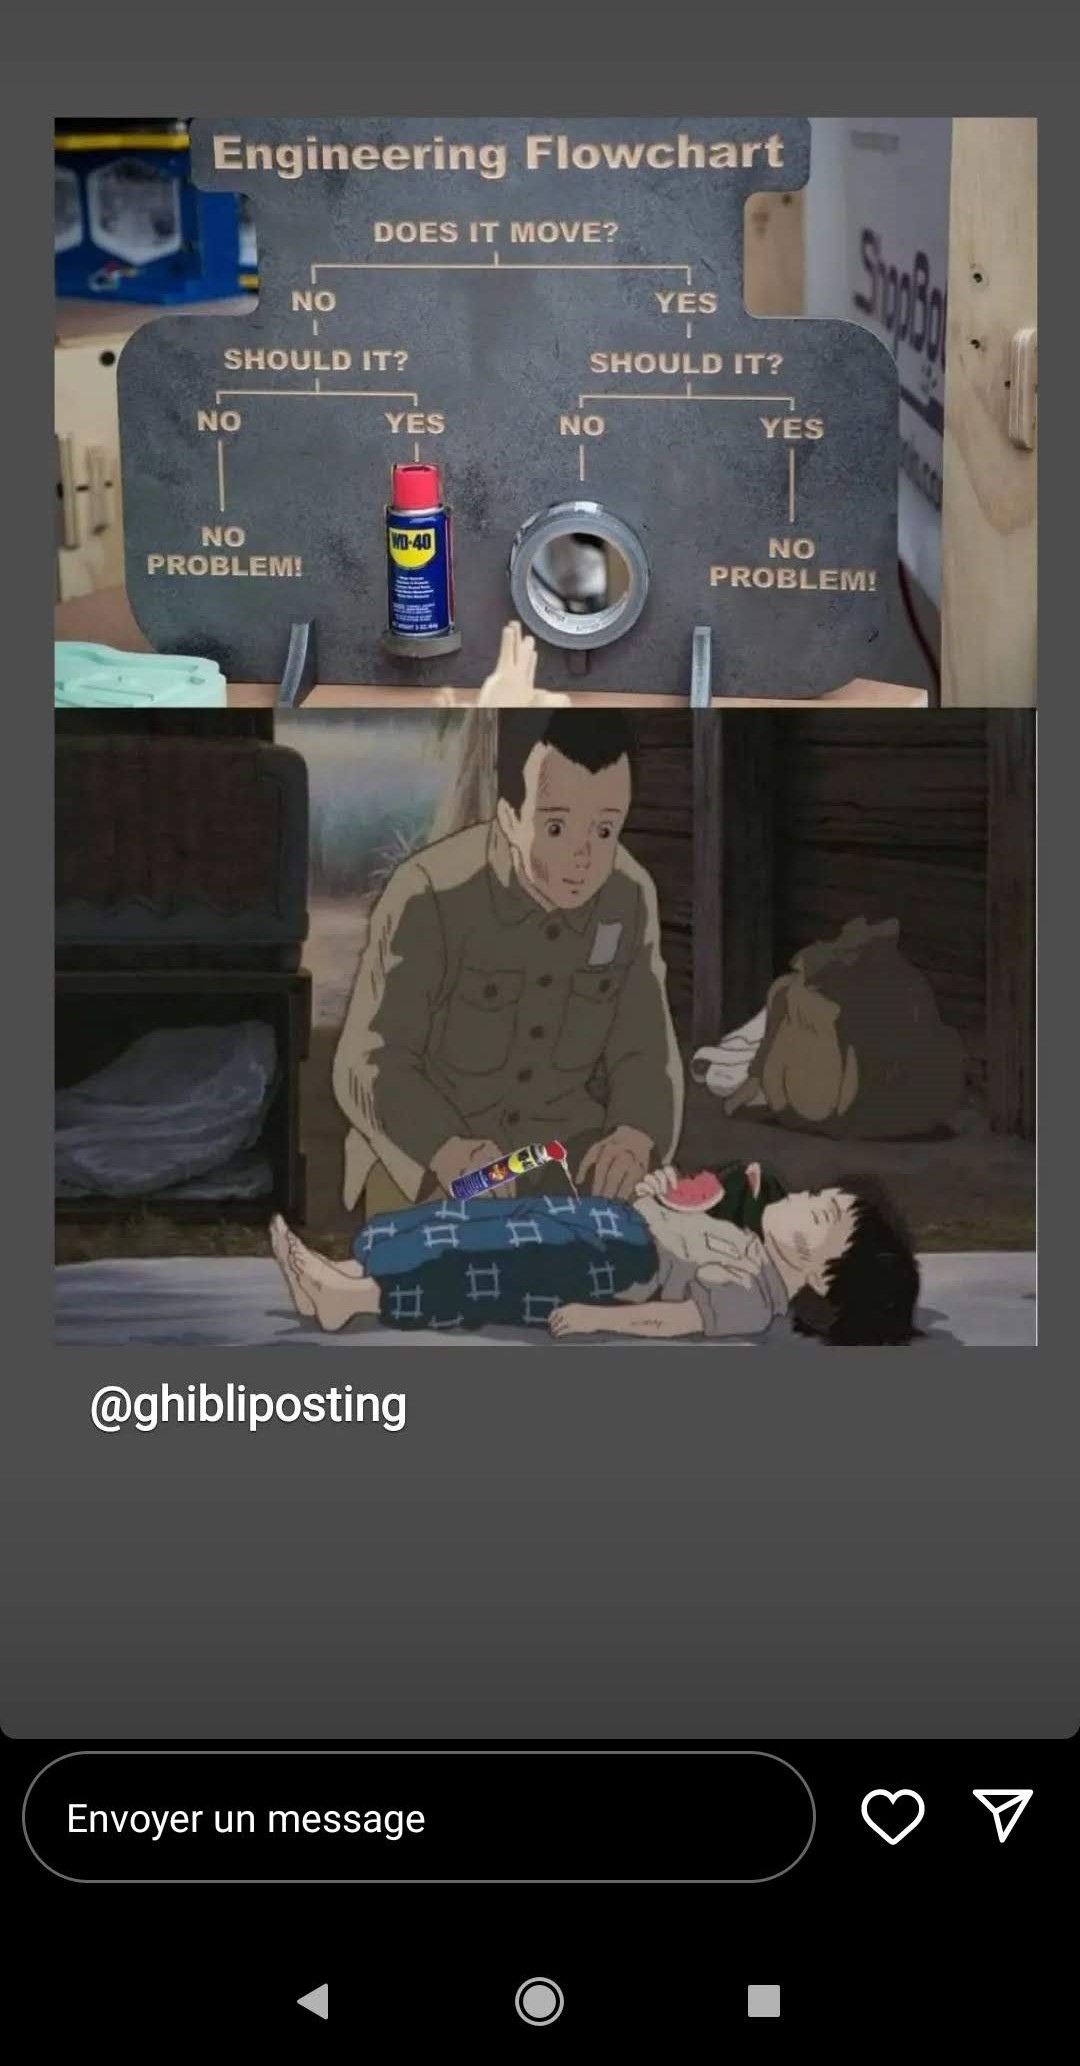 Engineering Flowchart
DOES IT MOVE?
NO YES
SHOULD IT? SHOULD IT?
NO YES NO YES
NO
PROBLEM!
WD-40
NO
PROBLEM!
ShopBo
@ghibliposting
Envoyer un message